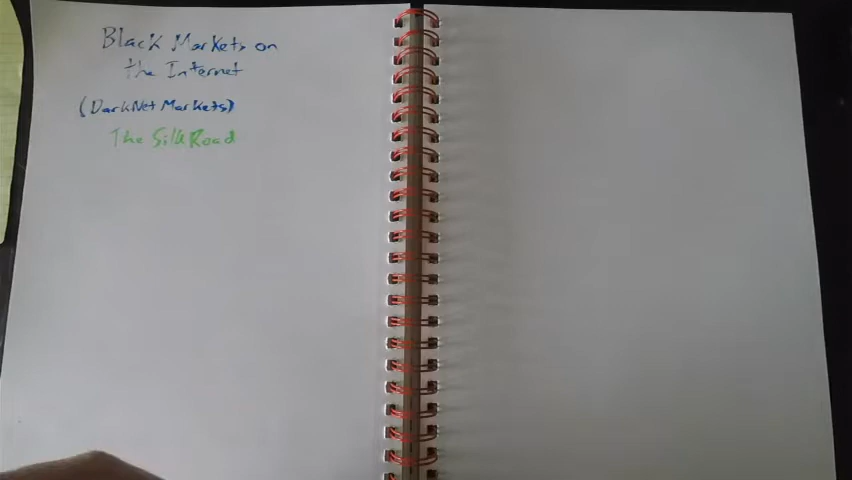 Black Markets on
the Internet
(DarkNet Markets)
The Silk Road